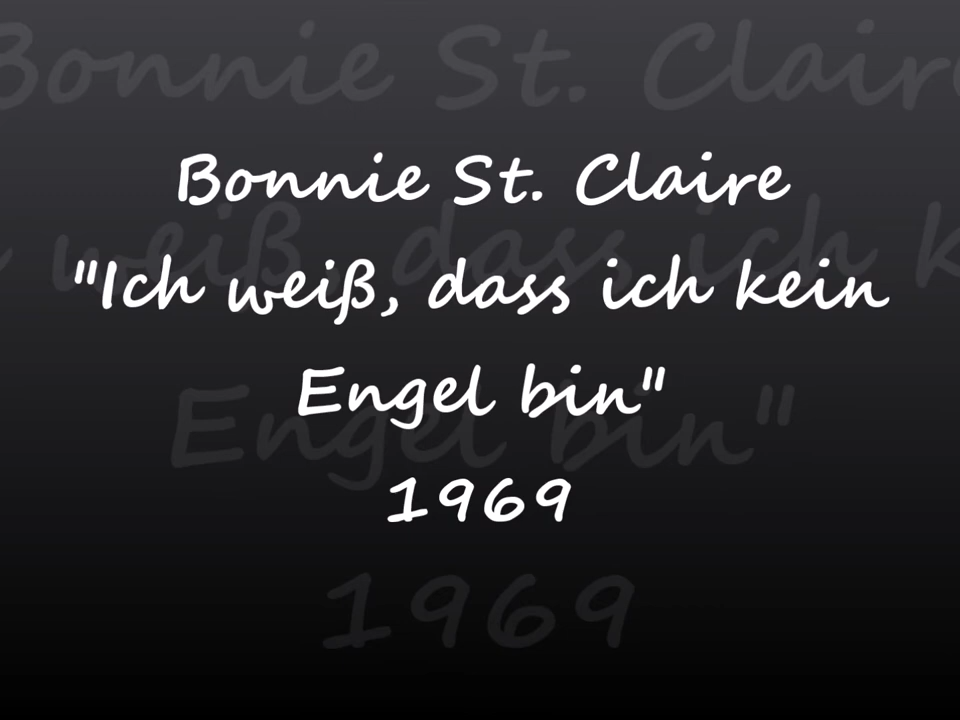 Bonnie St. Claire
"Ich weiß, dass ich kein
Engel bin"
1969